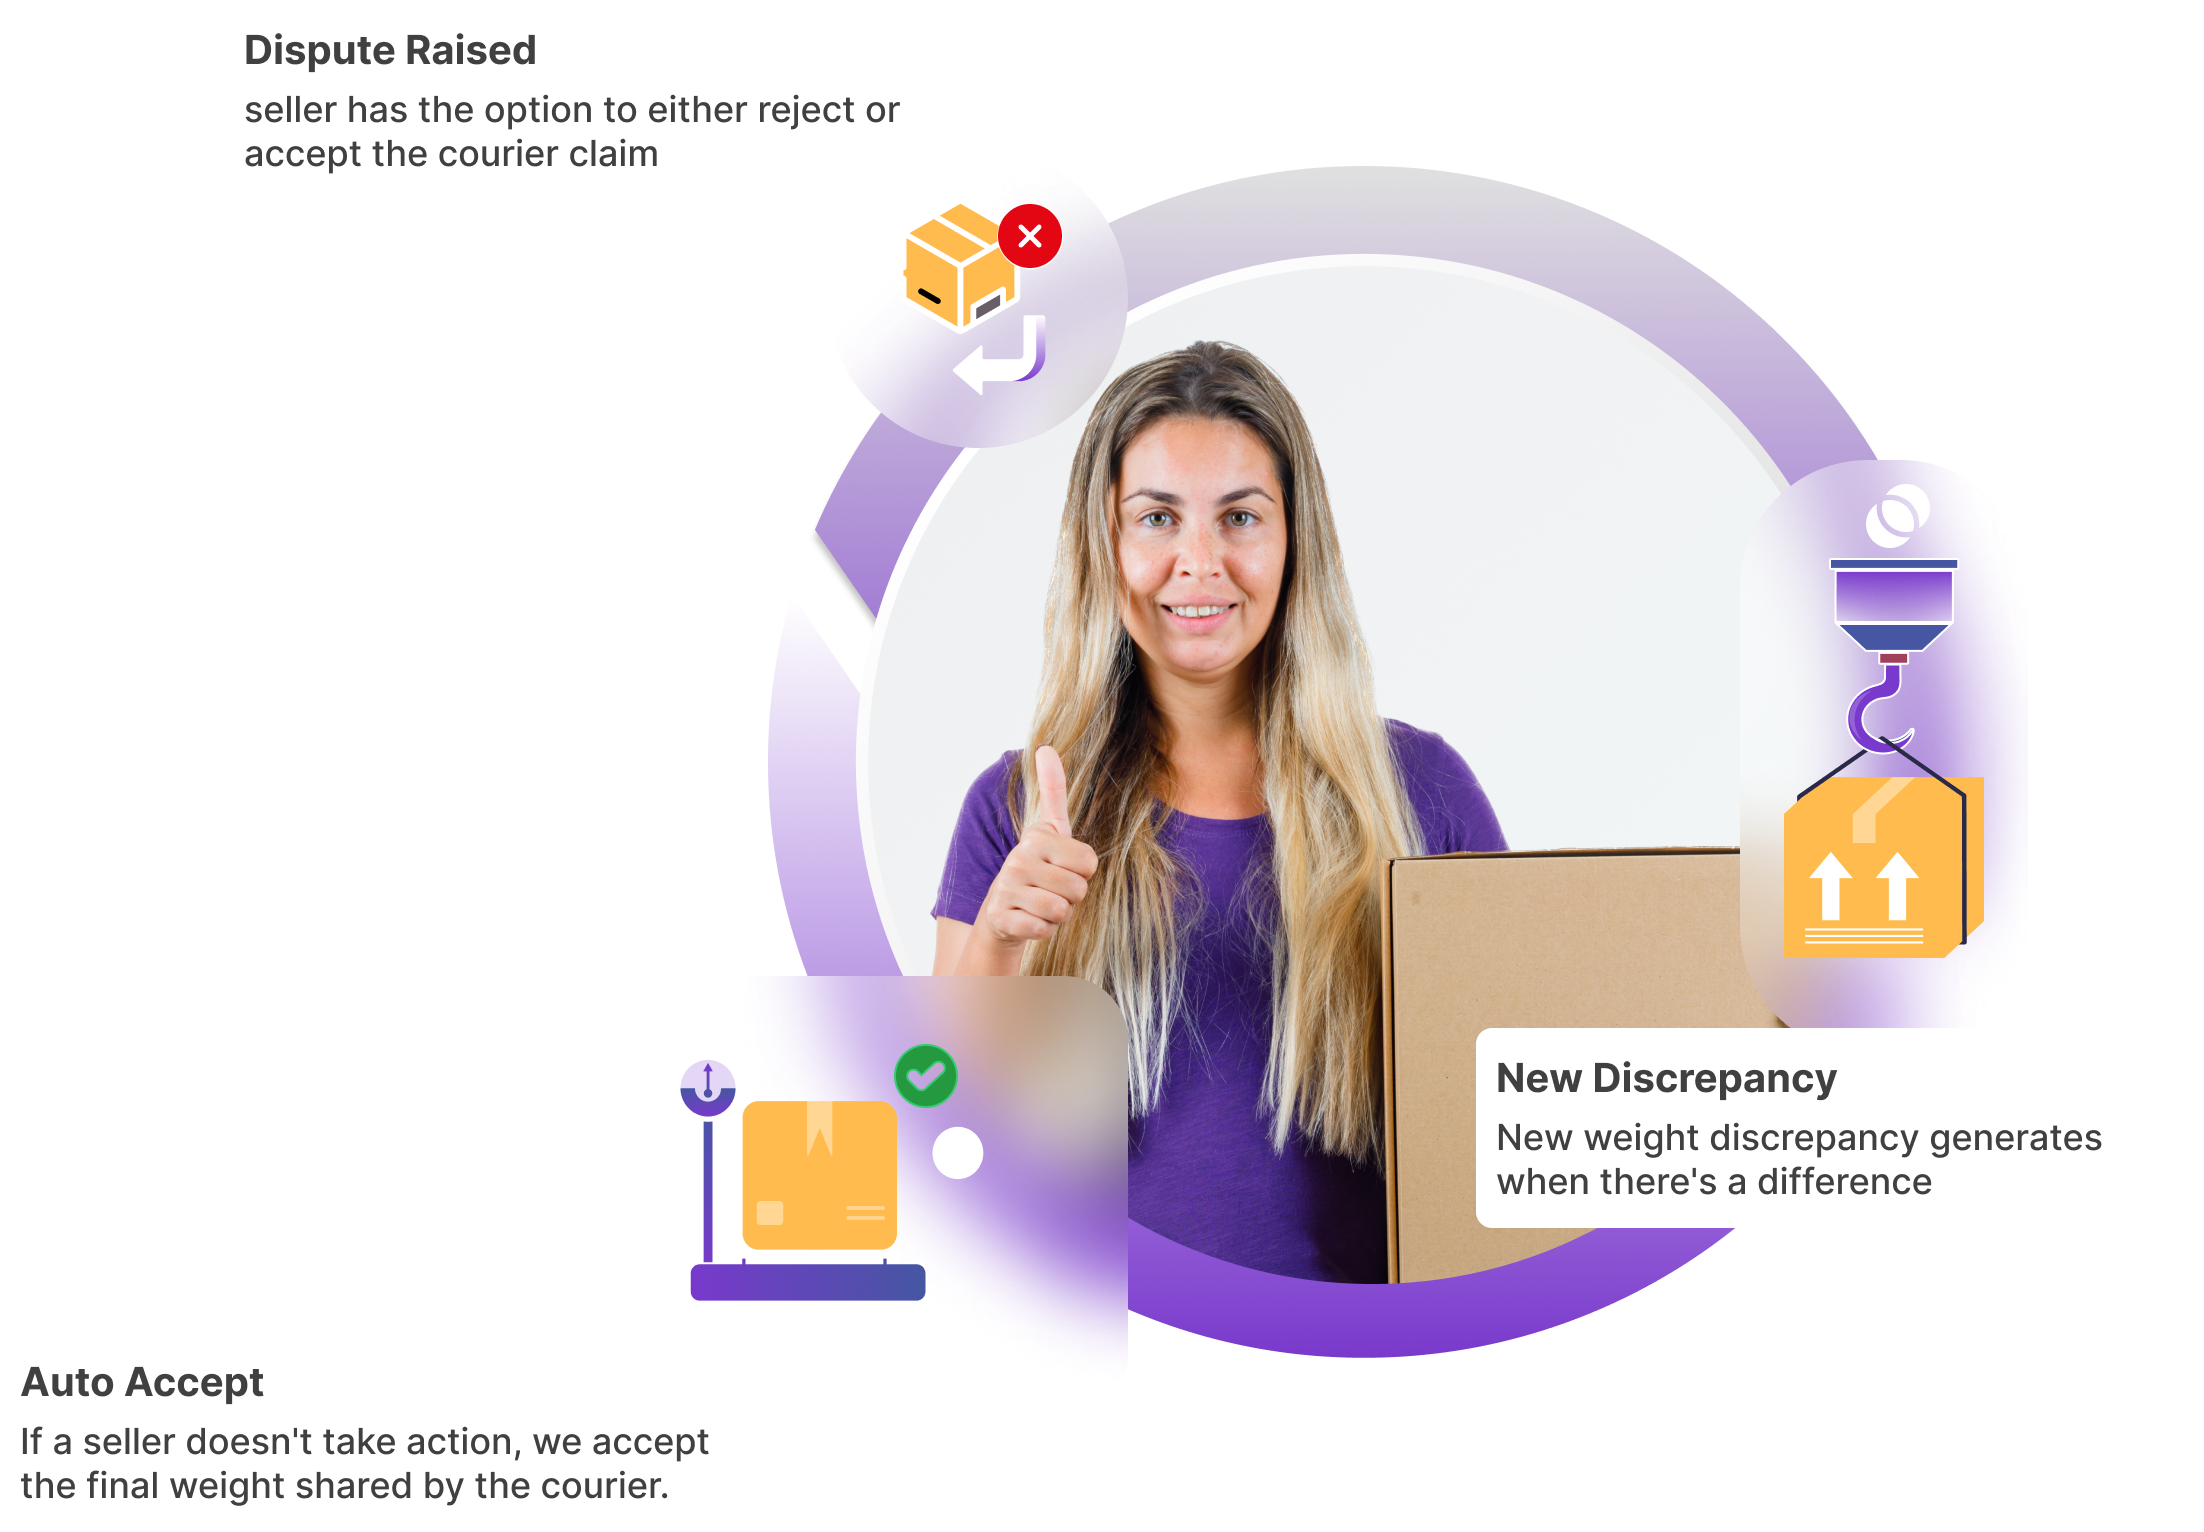 Dispute Raised
seller has the option to either reject or
accept the courier claim
New Discrepancy
New weight discrepancy generates
when there's a difference
Auto Accept
If a seller doesn't take action, we accept
the final weight shared by the courier.